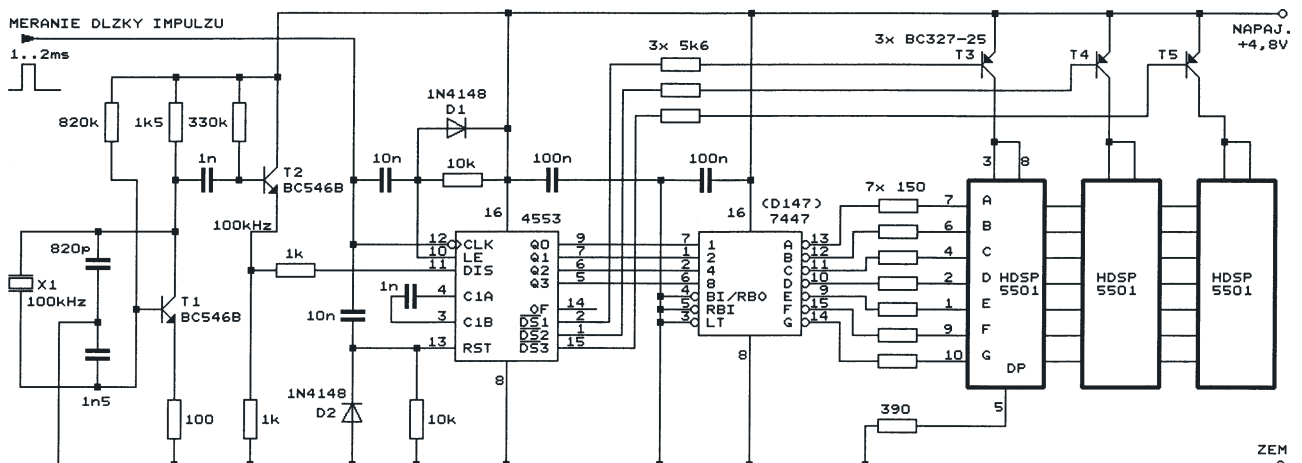 MERANIE DLZKY IMPULZU
1..2ms
3x 5k6
3x BC327-25
T3
T4
T5
NAPAJ.
+4,8V
820k
1k5
330k
1N4148
D1
1n
T2
BC546B
10n
10k
100n
100n
3
8
7x 150
100kHz
16
4553
16
(D147)
7447
820p
X1
100kHz
1k
12
CLK
10
LE
11
DIS
4
C1A
3
C1B
13
RST
Q0
9
Q1
7
Q2
6
Q3
5
OF
14
DS1
2
DS2
1
DS3
15
8
7
1
1
2
2
4
6
8
4
BI/RBO
5
RBI
3
LT
A
13
B
12
C
11
D
10
E
9
F
15
G
14
8
7
A
6
B
4
C
2
D
1
E
9
F
10
G
DP
HDSP
5501
HDSP
5501
HDSP
5501
1n
T1
BC546B
10n
1n5
100
1k
1N4148
D2
10k
390
5
ZEM